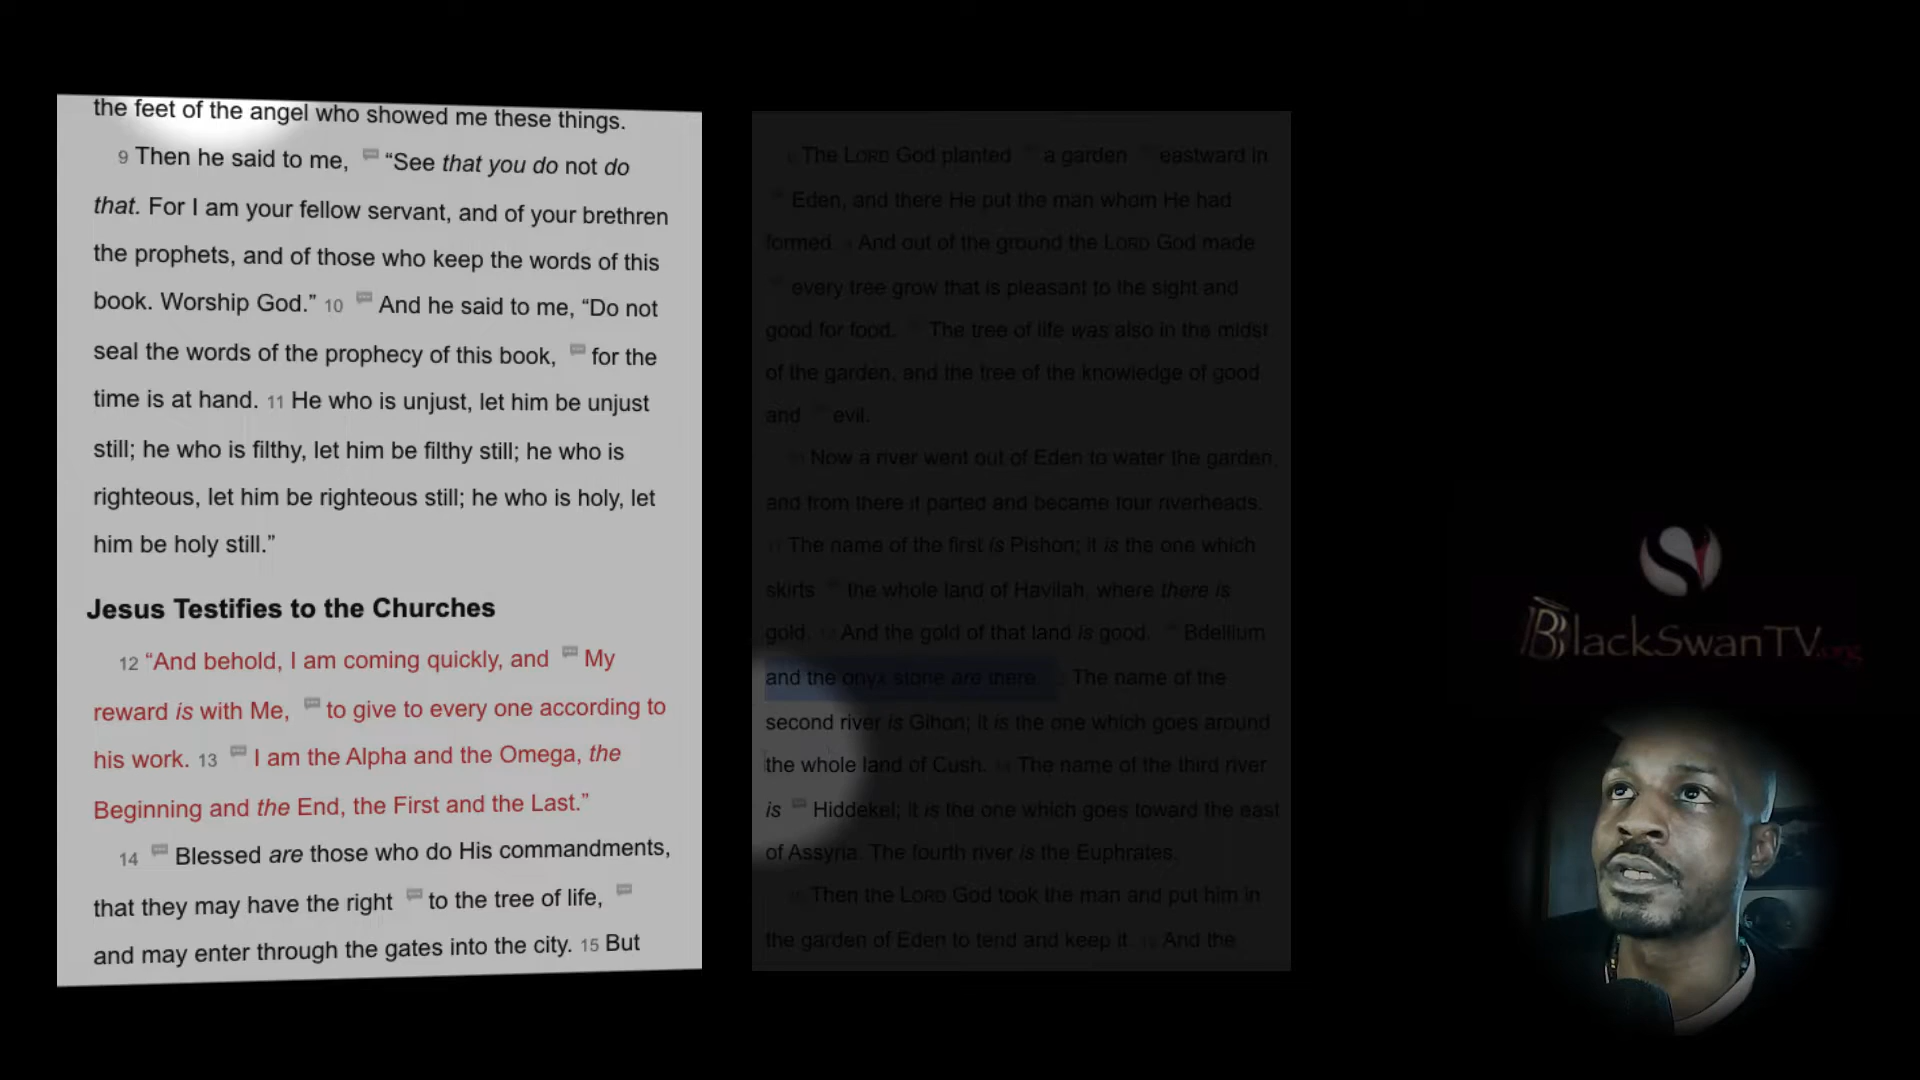 the feet of the angel who showed me these things.
9 Then he said to me, “See that you do not do
that. For I am your fellow servant, and of your brethren
the prophets, and of those who keep the words of this
book. Worship God.” 10 And he said to me, “Do not
seal the words of the prophecy of this book, for the
time is at hand. 11 He who is unjust, let him be unjust
still; he who is filthy, let him be filthy still; he who is
righteous, let him be righteous still; he who is holy, let
him be holy still.”
Jesus Testifies to the Churches
12 “And behold, I am coming quickly, and My
reward is with Me, to give to every one according to
his work. 13 I am the Alpha and the Omega, the
Beginning and the End, the First and the Last.”
14 Blessed are those who do His commandments,
that they may have the right to the tree of life,
and may enter through the gates into the city. 15 But
The LORD God planted a garden eastward in
Eden, and there He put the man whom He had
formed. And out of the ground the LORD God made
every tree grow that is pleasant to the sight and
good for food. The tree of life was also in the midst
of the garden, and the tree of the knowledge of good
and evil.
Now a river went out of Eden to water the garden,
and from there it parted and became four riverheads.
The name of the first is Pishon; it is the one which
skirts the whole land of Havilah, where there is
gold. And the gold of that land is good. Bdellium
and the onyx stone are there. The name of the
second river is Gihon; it is the one which goes around
the whole land of Cush. The name of the third river
is Hiddekel; it is the one which goes toward the east
of Assyria. The fourth river is the Euphrates.
Then the LORD God took the man and put him in
the garden of Eden to tend and keep it. And the
BlackSwanTV.org